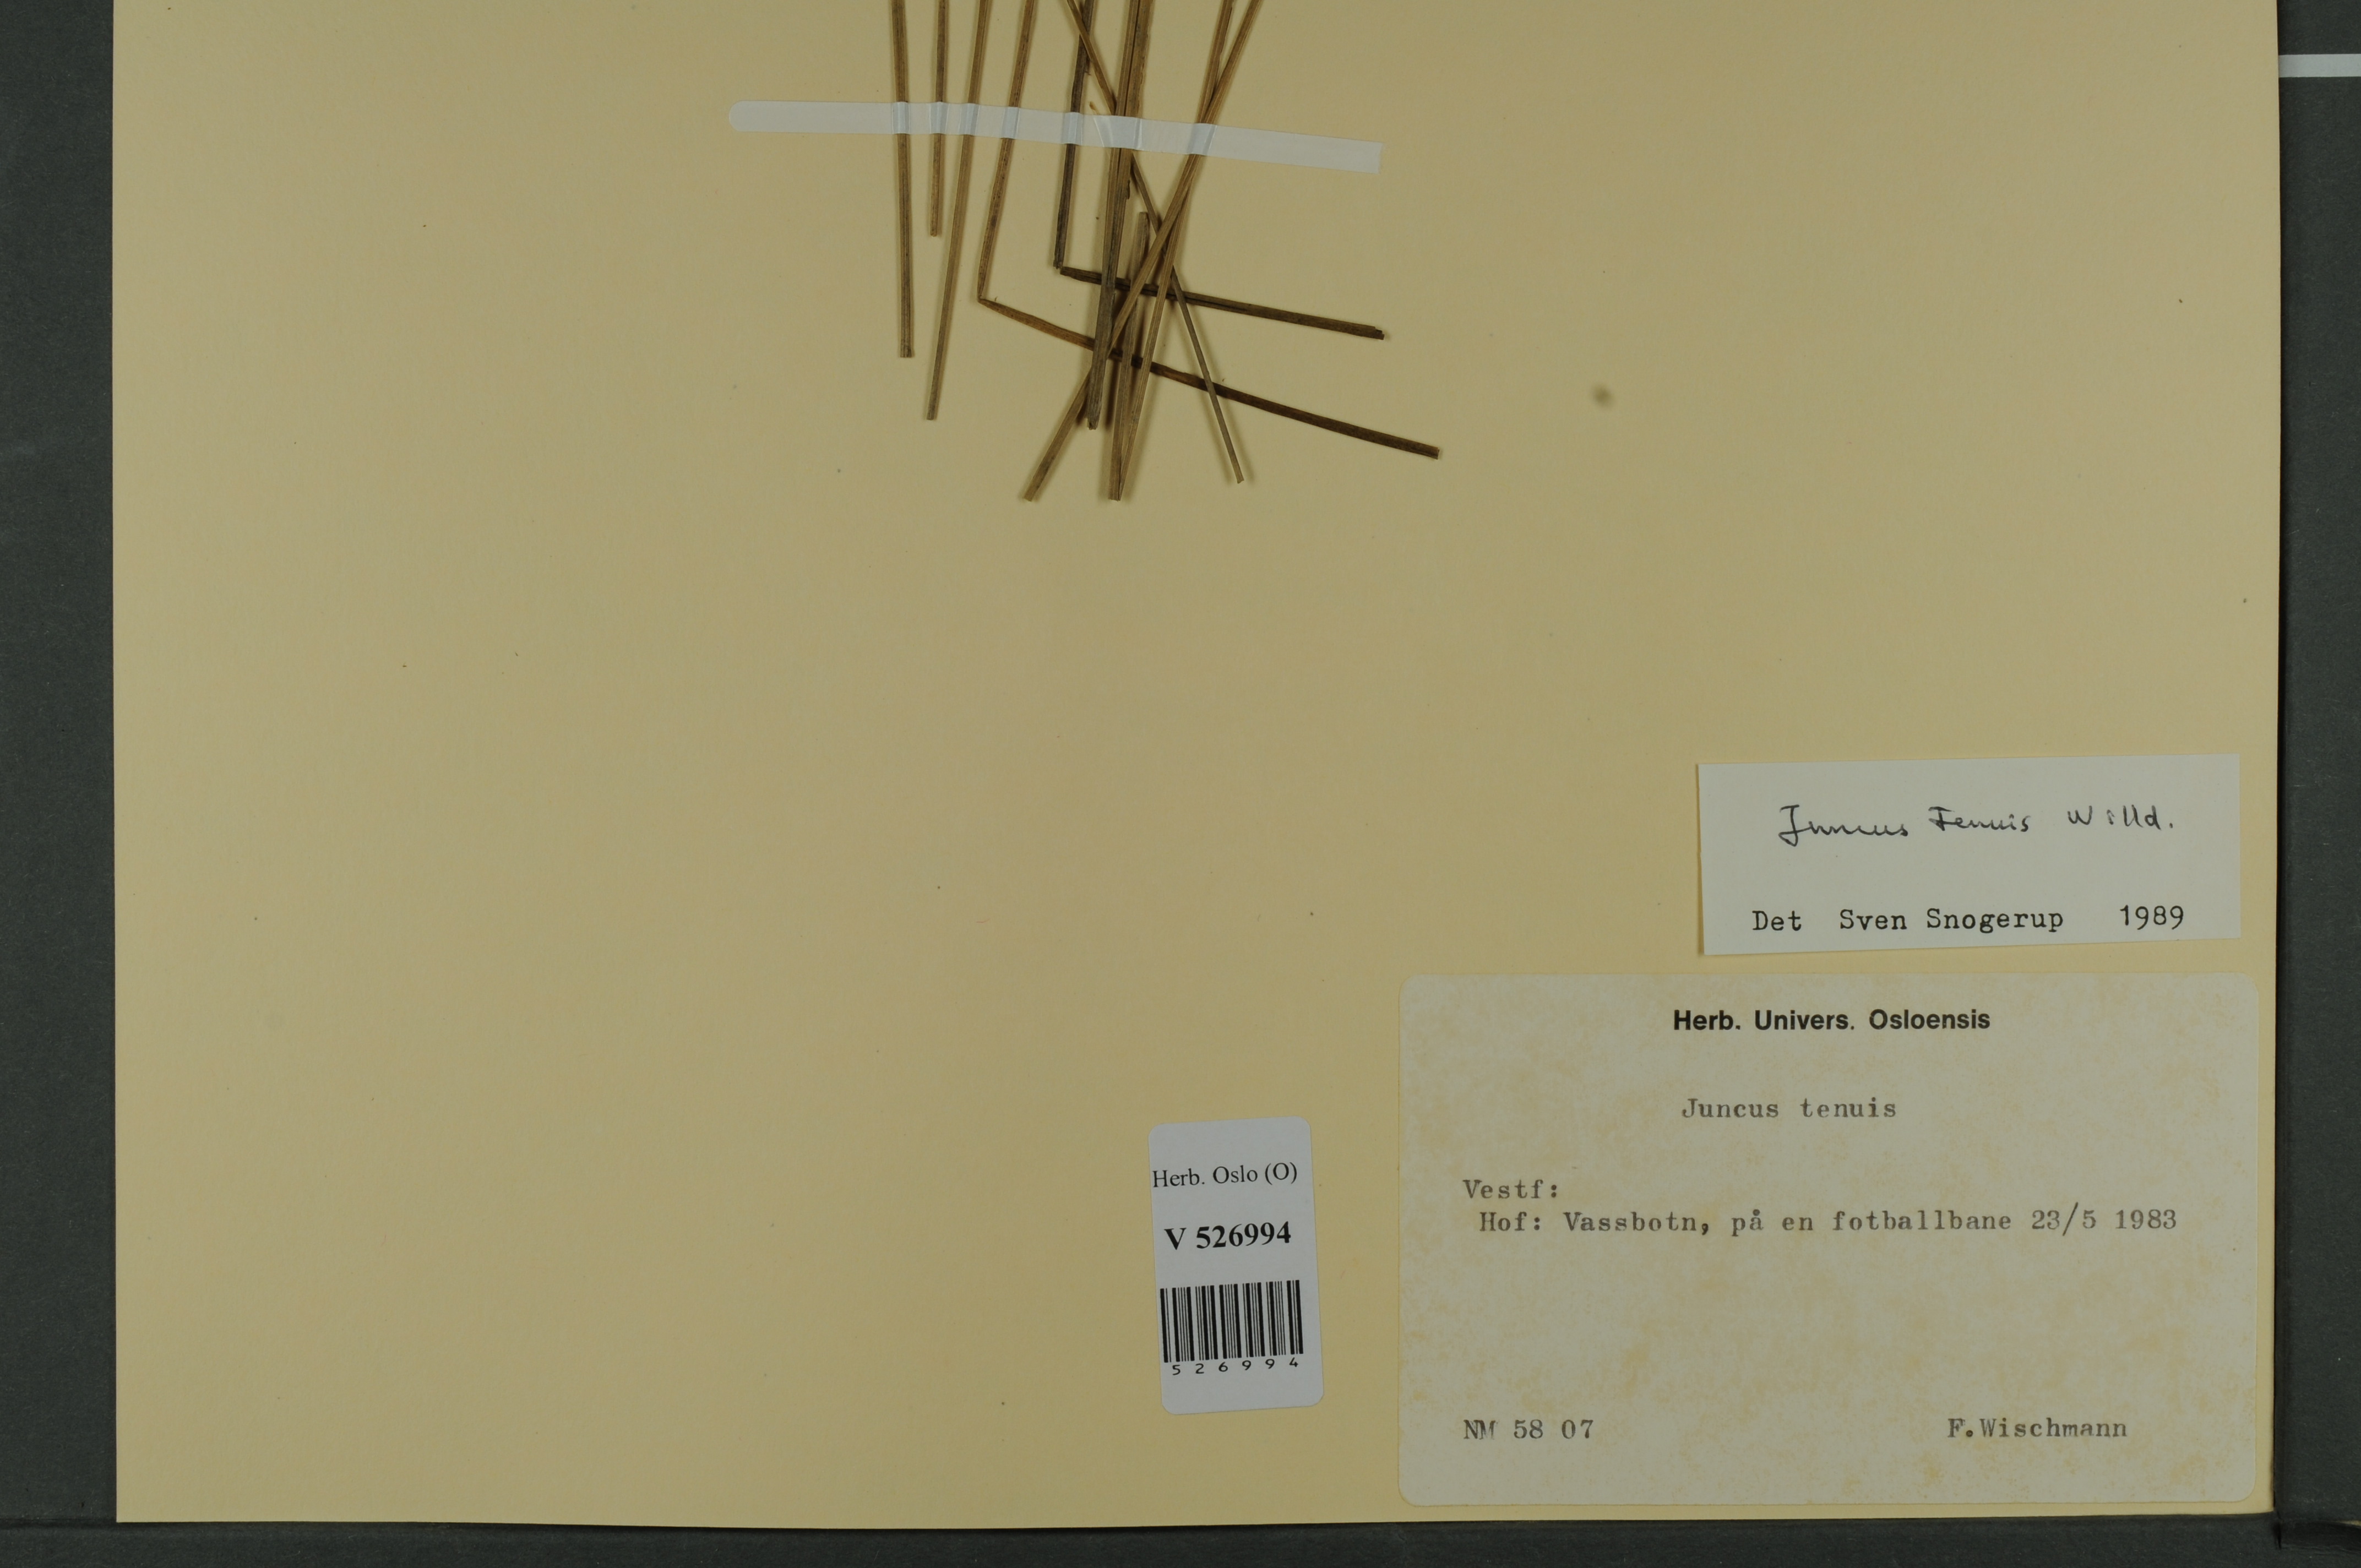 Juncus tenuis Willd.
Det Sven Snogerup 1989
Herb. Univers. Osloensis
Juncus tenuis
Vestf:
Hof: Vassbotn, på en fotballbane 23/5 1983
NM 58 07 F.Wischmann
Herb. Oslo (O)
V 526994
526994